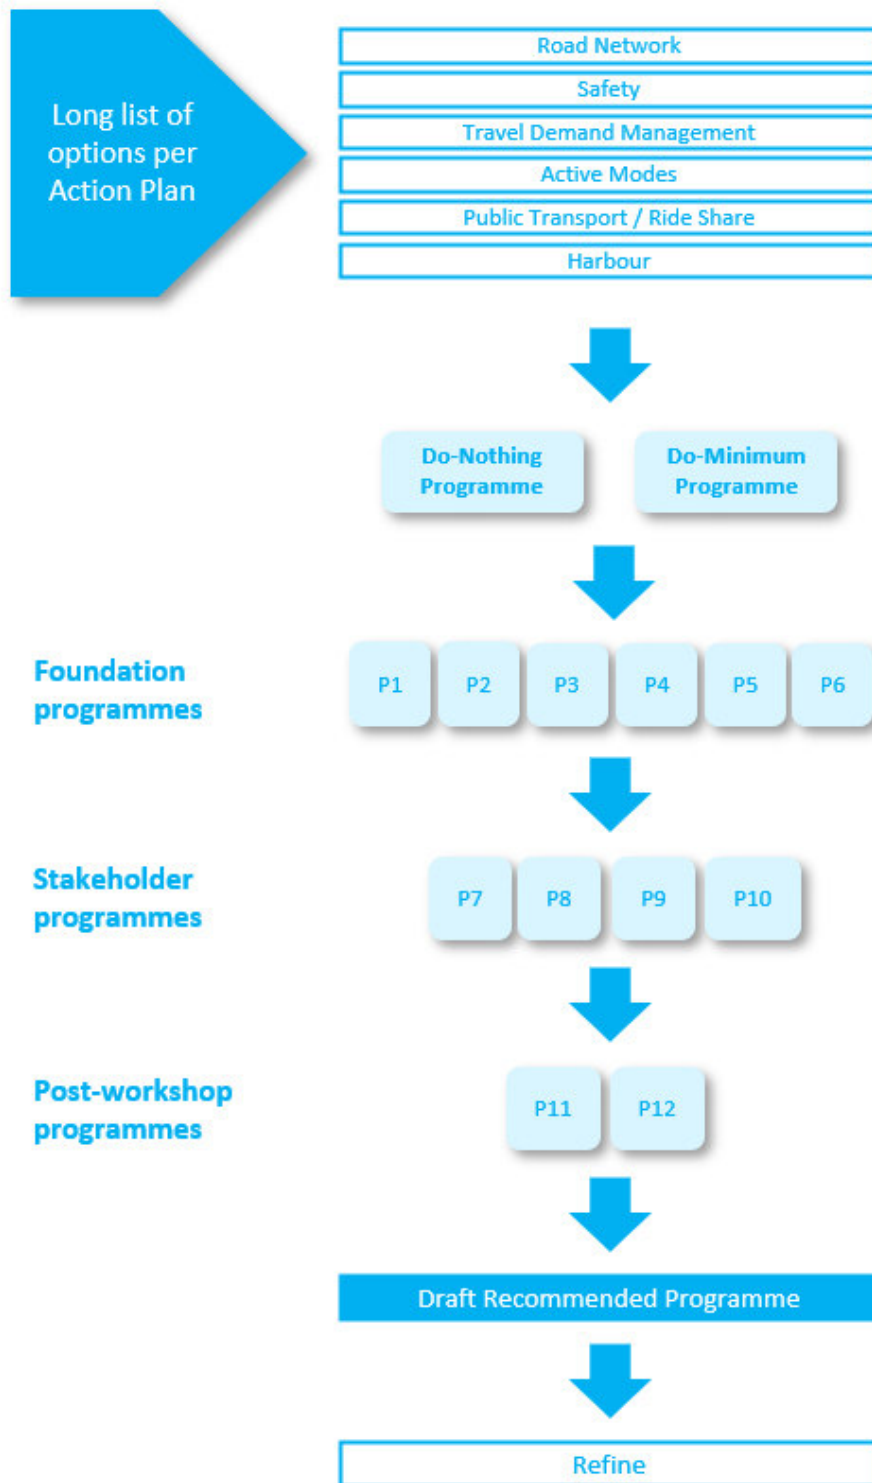 Long list of
options per
Action Plan
Road Network
Safety
Travel Demand Management
Active Modes
Public Transport / Ride Share
Harbour
Do-Nothing
Programme
Do-Minimum
Programme
Foundation
programmes
P1
P2
P3
P4
P5
P6
Stakeholder
programmes
P7
P8
P9
P10
Post-workshop
programmes
P11
P12
Draft Recommended Programme
Refine